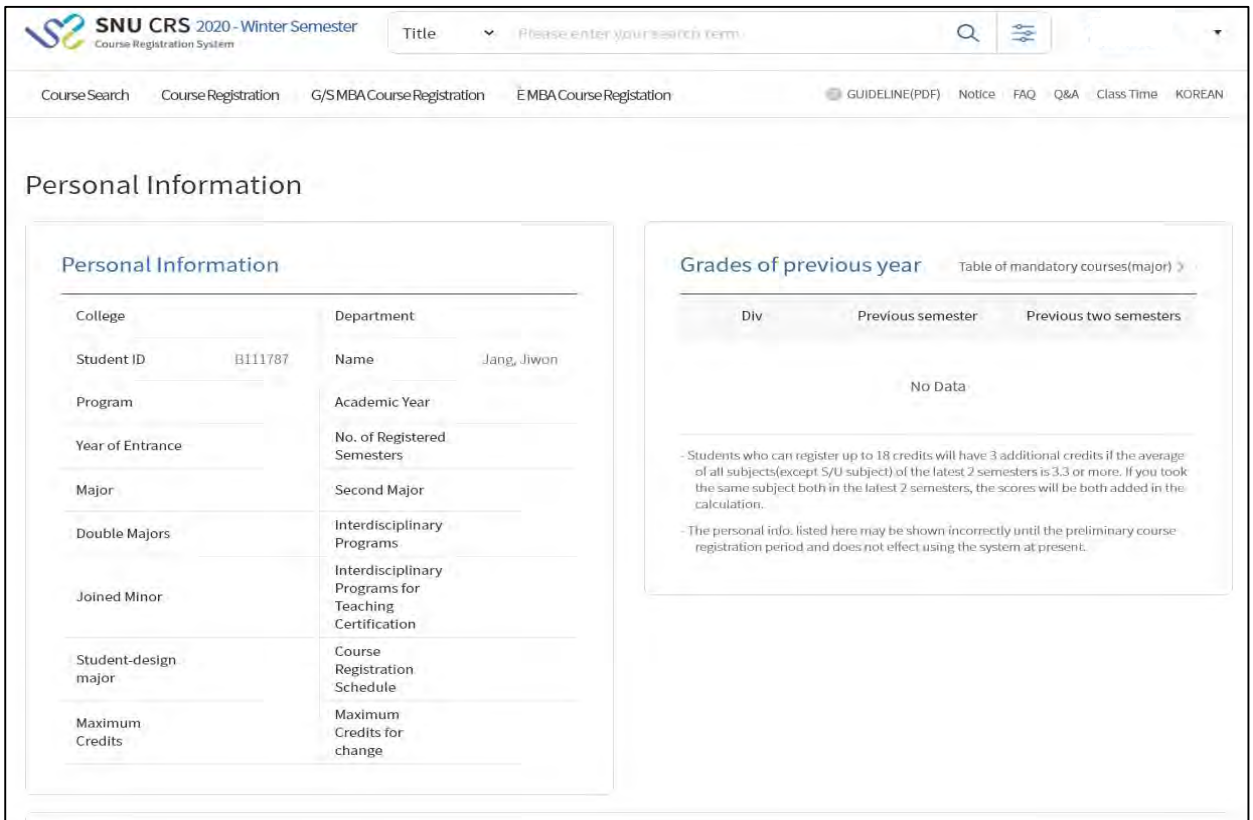 SNU CRS 2020 - Winter Semester
Course Registration System
Title
Please enter your search term.
Course Search
Course Registration
G/S MBA Course Registration
E MBA Course Registation
GUIDELINE(PDF)
Notice
FAQ
Q&A
Class Time
KOREAN
Personal Information
Personal Information
College
Department
Student ID
B111787
Name
Jang, Jiwon
Program
Academic Year
Year of Entrance
No. of Registered
Semesters
Major
Second Major
Double Majors
Interdisciplinary
Programs
Joined Minor
Interdisciplinary
Programs for
Teaching
Certification
Student-design
major
Course
Registration
Schedule
Maximum
Credits
Maximum
Credits for
change
Grades of previous year
Table of mandatory courses(major) >
Div
Previous semester
Previous two semesters
No Data
- Students who can register up to 18 credits will have 3 additional credits if the average
of all subjects(except S/U subject) of the latest 2 semesters is 3.3 or more. If you took
the same subject both in the latest 2 semesters, the scores will be both added in the
calculation.
- The personal info. listed here may be shown incorrectly until the preliminary course
registration period and does not effect using the system at present.